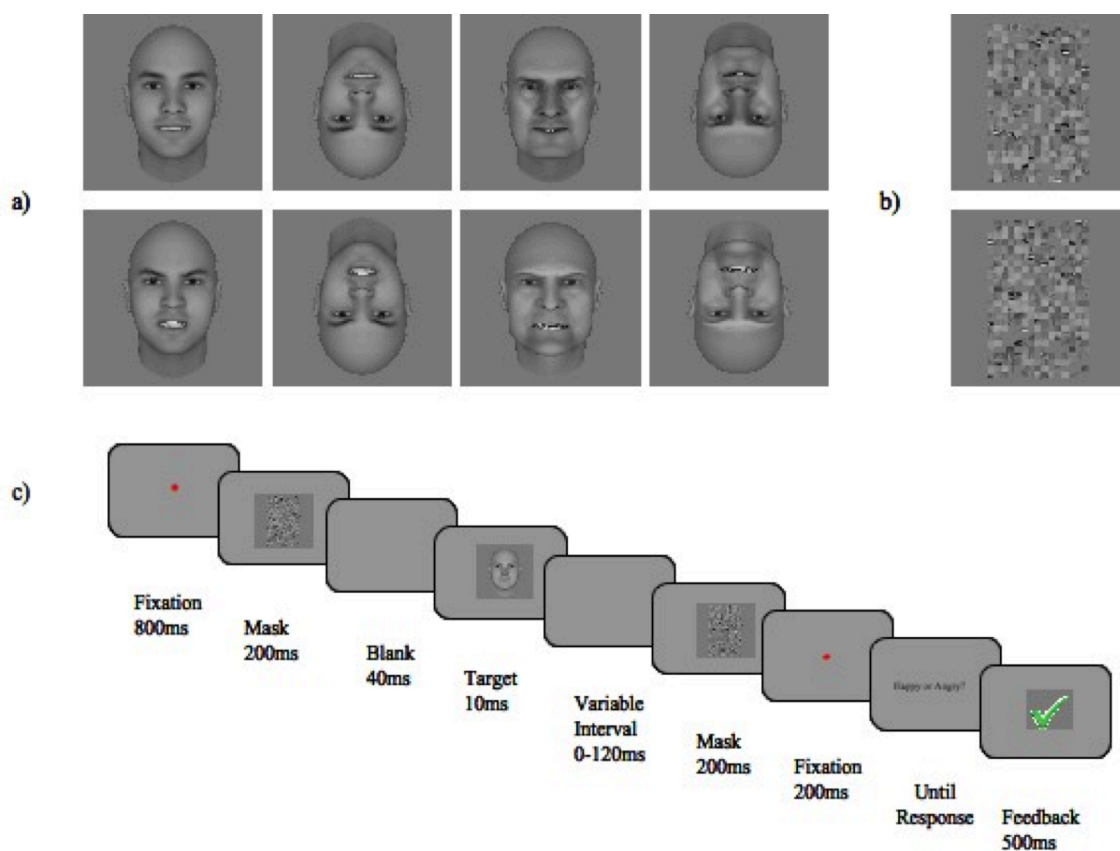 a)
b)
c)
Fixation
800ms
Mask
200ms
Blank
40ms
Target
10ms
Variable
Interval
0-120ms
Mask
200ms
Fixation
200ms
Happy or Angry?
Until
Response
Feedback
500ms